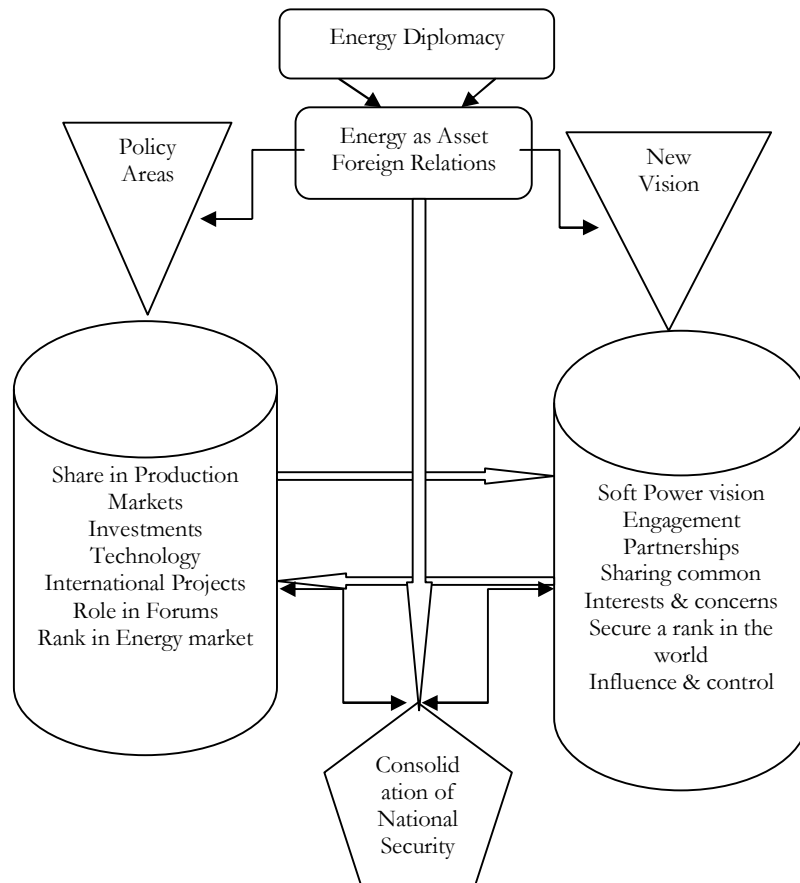 Energy Diplomacy
Energy as Asset
Foreign Relations
Policy
Areas
New
Vision
Share in Production
Markets
Investments
Technology
International Projects
Role in Forums
Rank in Energy market
Soft Power vision
Engagement
Partnerships
Sharing common
Interests & concerns
Secure a rank in the
world
Influence & control
Consolid
ation of
National
Security